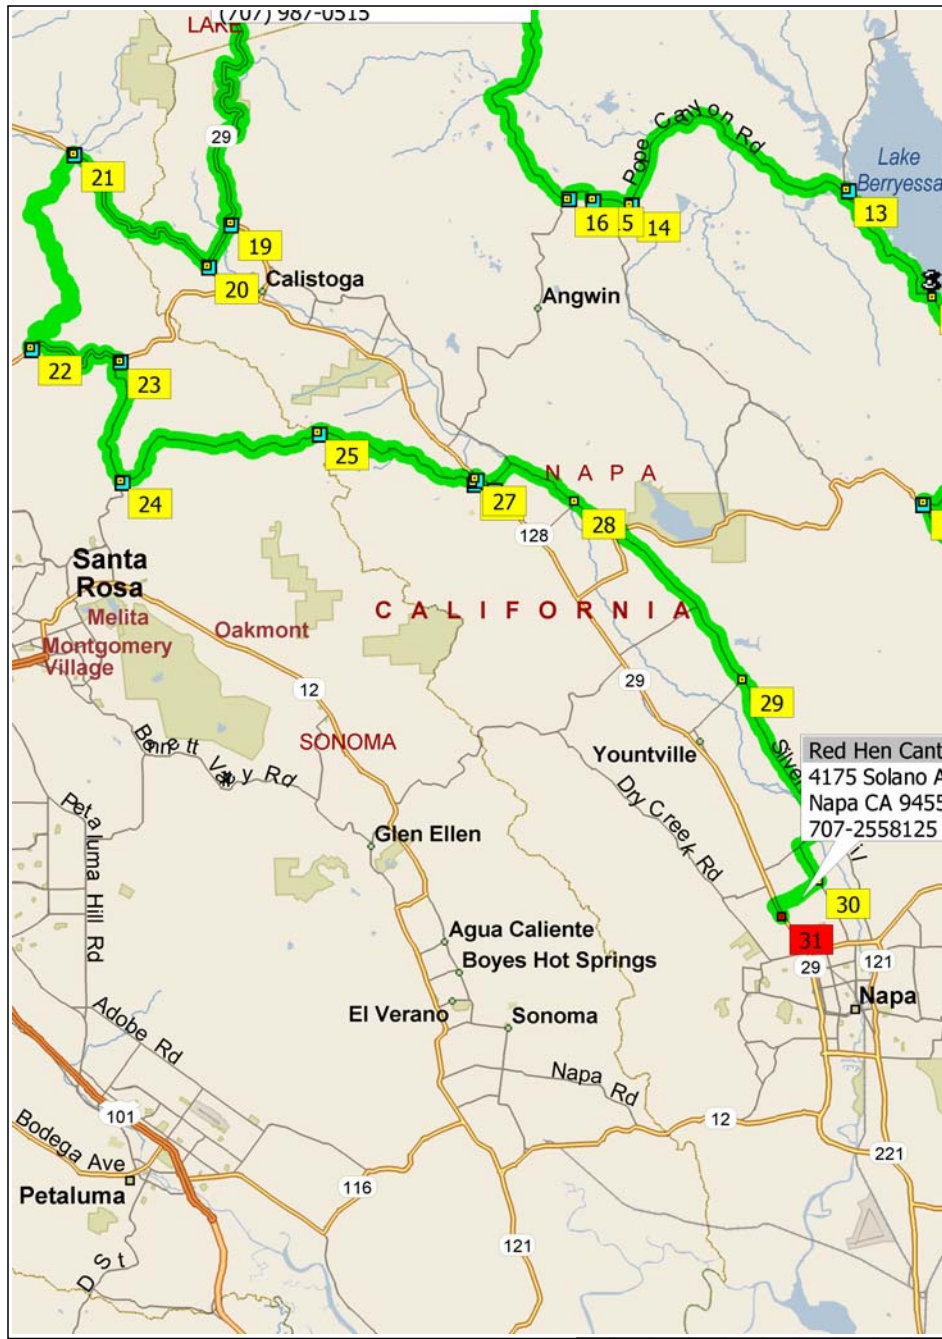 (707) 987-0515
LAKE
Pope Canyon Rd
29
Lake
Berryessa
21
16
15
14
13
19
20
Calistoga
Angwin
22
23
25
24
27
NAPA
28
128
Santa
Rosa
Melita
Oakmont
CALIFORNIA
Montgomery
Village
12
29
29
SONOMA
Yountville
Red Hen Cant
4175 Solano A
Napa CA 9455
707-2558125
Dry Creek Rd
Petaluma Hill Rd
Glen Ellen
30
31
Agua Caliente
Boyes Hot Springs
121
29
Napa
El Verano
Sonoma
Adobe Rd
Napa Rd
101
12
Bodega Ave
221
Petaluma
116
121
D St